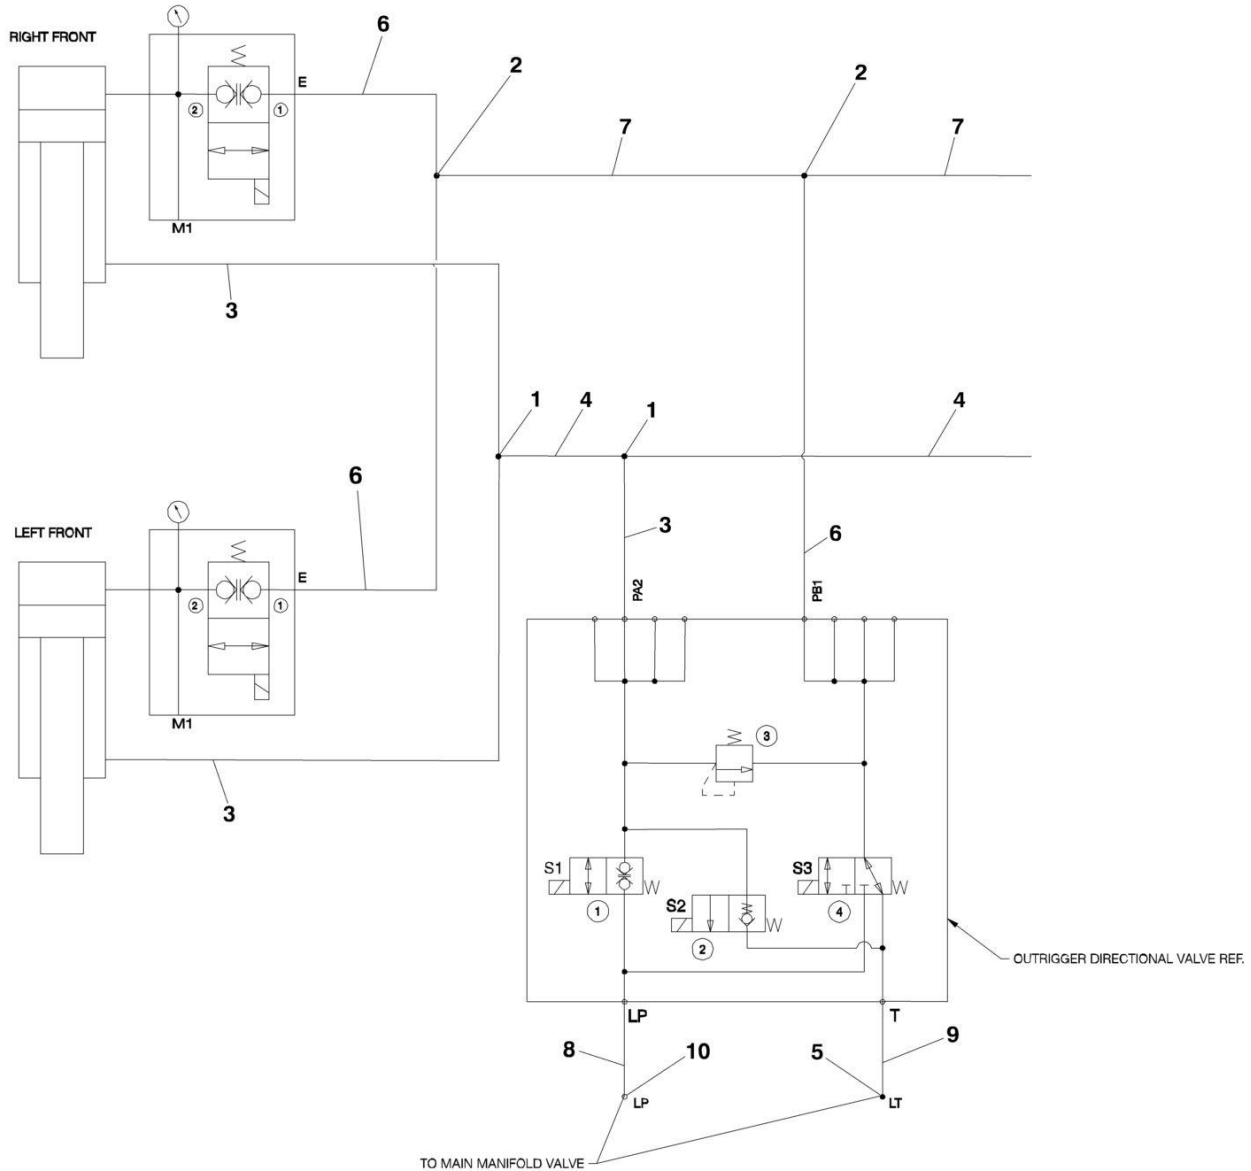 6
RIGHT FRONT
2
2
E
2
1
7
7
M1
3
1
4
1
4
6
LEFT FRONT
3
6
E
PA2
PB1
2
1
M1
3
3
S1
S3
1
S2
4
2
OUTRIGGER DIRECTIONAL VALVE REF.
LP
T
8
10
5
9
LP
LT
TO MAIN MANIFOLD VALVE